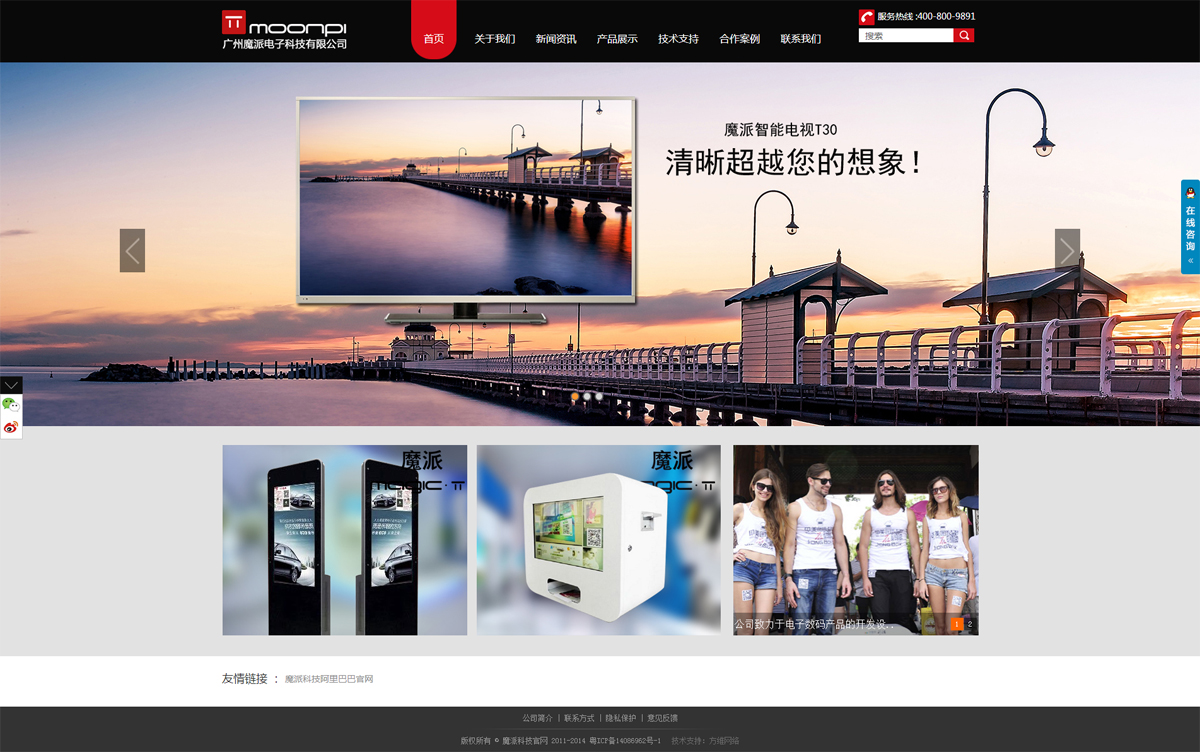 moonpi
广州魔派电子科技有限公司
首页
关于我们
新闻资讯
产品展示
技术支持
合作案例
联系我们
服务热线:400-800-9891
搜索
魔派智能电视T30
清晰超越您的想象！
在线咨询
«
魔派
magic·π
魔派
magic·π
公司致力于电子数码产品的开发设..
1 2
友情链接 ： 魔派科技阿里巴巴官网
公司简介 | 联系方式 | 隐私保护 | 意见反馈
版权所有 © 魔派科技官网 2011-2014 粤ICP备14086962号-1 技术支持：方维网络